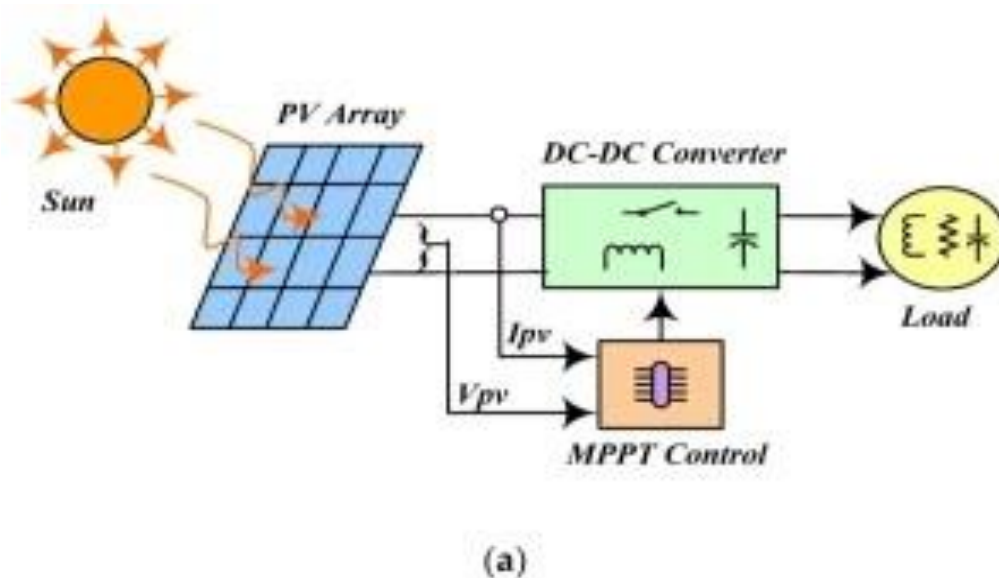 PV Array
DC-DC Converter
Sun
Load
Ipv
Vpv
MPPT Control
(a)